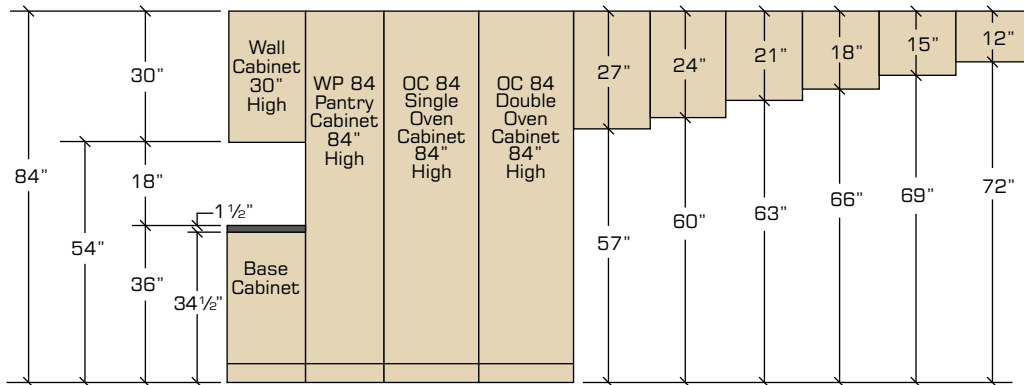 30”
84”
54”
18”
1 ½”
36”
34½”
Wall
Cabinet
30”
High
Base
Cabinet
WP 84
Pantry
Cabinet
84”
High
OC 84
Single
Oven
Cabinet
84”
High
OC 84
Double
Oven
Cabinet
84”
High
27”
24”
21”
18”
15”
12”
57”
60”
63”
66”
69”
72”